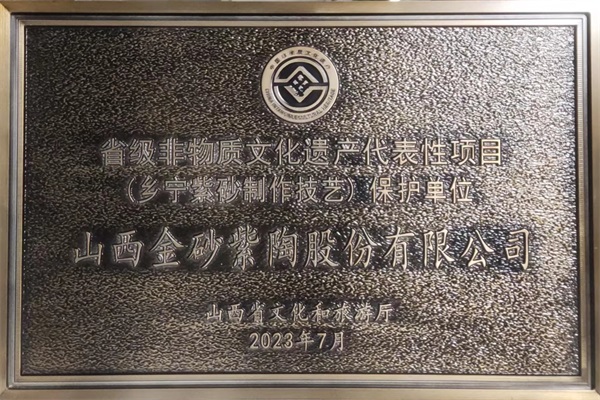 省级非物质文化遗产代表性项目
（乡宁紫砂制作技艺）保护单位
山西金砂紫陶股份有限公司
山西省文化和旅游厅
2023年7月